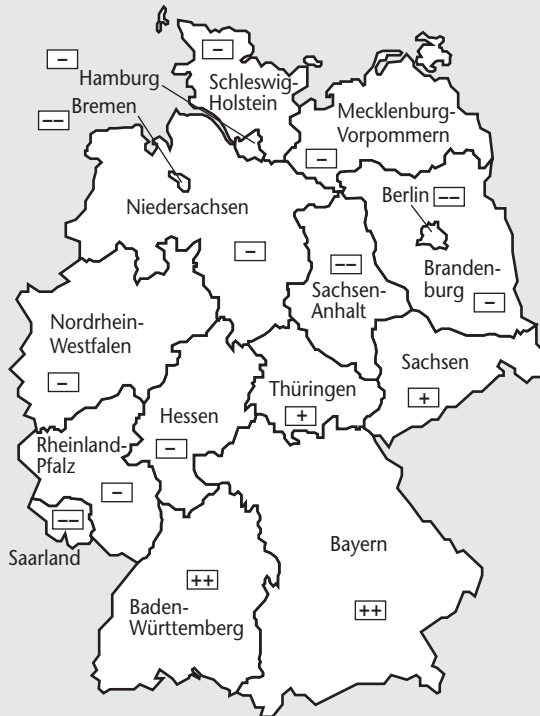 −
Schleswig-
Holstein
−
Hamburg
−−
Bremen
Mecklenburg-
Vorpommern
−
Berlin −−
Niedersachsen
−
−−
Sachsen-
Anhalt
Branden-
burg −
Nordrhein-
Westfalen
−
Sachsen
+
Thüringen
+
Hessen
−
Rheinland-
Pfalz
−
−−
Saarland
Bayern
++
++
Baden-
Württemberg